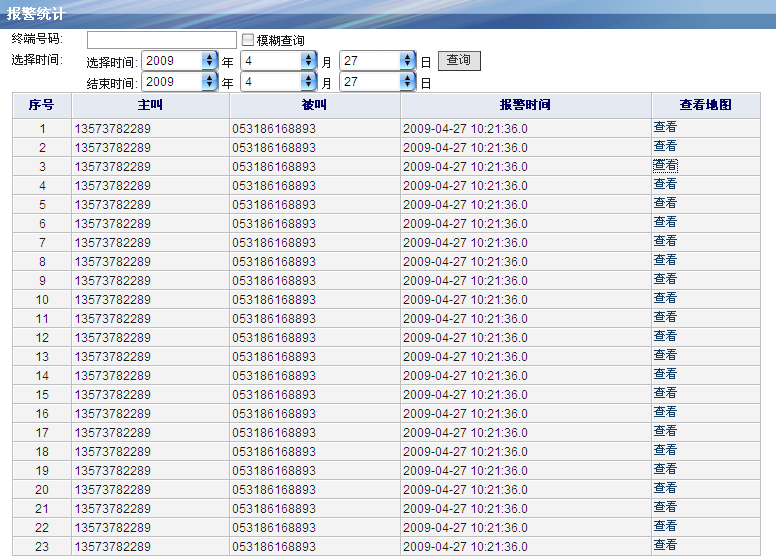 报警统计
终端号码: 模糊查询
选择时间: 选择时间: 2009 年 4 月 27 日 查询
结束时间: 2009 年 4 月 27 日
序号 主叫 被叫 报警时间 查看地图
1 13573782289 053186168893 2009-04-27 10:21:36.0 查看
2 13573782289 053186168893 2009-04-27 10:21:36.0 查看
3 13573782289 053186168893 2009-04-27 10:21:36.0 查看
4 13573782289 053186168893 2009-04-27 10:21:36.0 查看
5 13573782289 053186168893 2009-04-27 10:21:36.0 查看
6 13573782289 053186168893 2009-04-27 10:21:36.0 查看
7 13573782289 053186168893 2009-04-27 10:21:36.0 查看
8 13573782289 053186168893 2009-04-27 10:21:36.0 查看
9 13573782289 053186168893 2009-04-27 10:21:36.0 查看
10 13573782289 053186168893 2009-04-27 10:21:36.0 查看
11 13573782289 053186168893 2009-04-27 10:21:36.0 查看
12 13573782289 053186168893 2009-04-27 10:21:36.0 查看
13 13573782289 053186168893 2009-04-27 10:21:36.0 查看
14 13573782289 053186168893 2009-04-27 10:21:36.0 查看
15 13573782289 053186168893 2009-04-27 10:21:36.0 查看
16 13573782289 053186168893 2009-04-27 10:21:36.0 查看
17 13573782289 053186168893 2009-04-27 10:21:36.0 查看
18 13573782289 053186168893 2009-04-27 10:21:36.0 查看
19 13573782289 053186168893 2009-04-27 10:21:36.0 查看
20 13573782289 053186168893 2009-04-27 10:21:36.0 查看
21 13573782289 053186168893 2009-04-27 10:21:36.0 查看
22 13573782289 053186168893 2009-04-27 10:21:36.0 查看
23 13573782289 053186168893 2009-04-27 10:21:36.0 查看